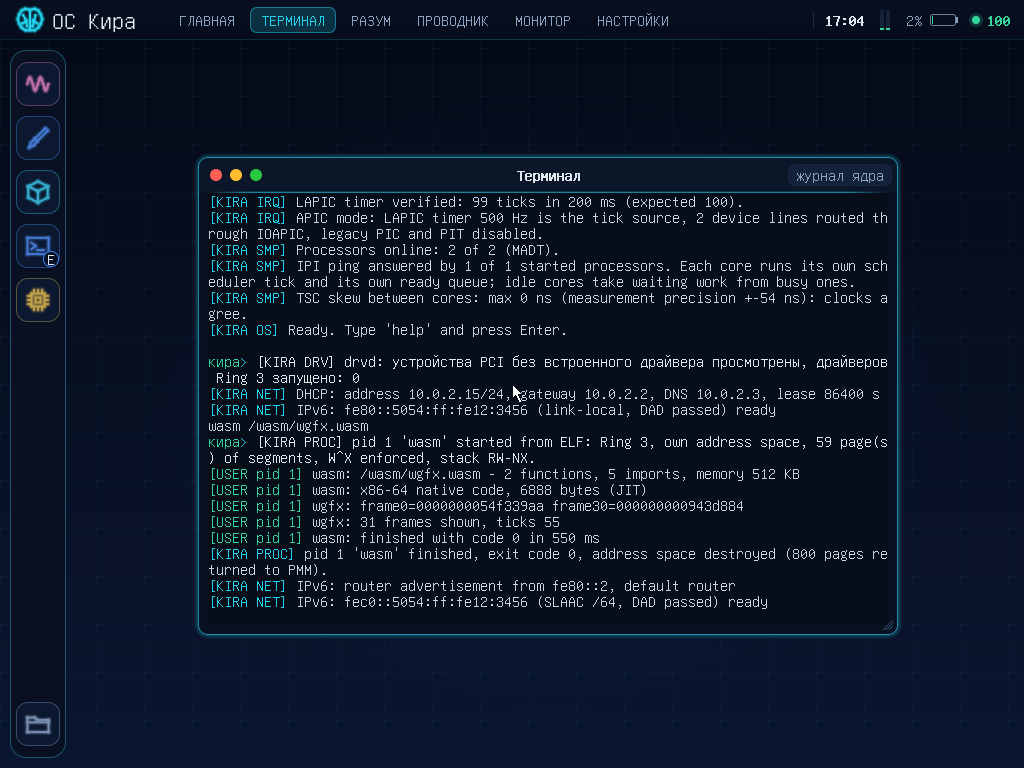 ОС Кира
ГЛАВНАЯ
ТЕРМИНАЛ
РАЗУМ
ПРОВОДНИК
МОНИТОР
НАСТРОЙКИ
17:04
2%
100
E
Терминал
журнал ядра
[KIRA IRQ] LAPIC timer verified: 99 ticks in 200 ms (expected 100).
[KIRA IRQ] APIC mode: LAPIC timer 500 Hz is the tick source, 2 device lines routed th
rough IOAPIC, legacy PIC and PIT disabled.
[KIRA SMP] Processors online: 2 of 2 (MADT).
[KIRA SMP] IPI ping answered by 1 of 1 started processors. Each core runs its own sch
eduler tick and its own ready queue; idle cores take waiting work from busy ones.
[KIRA SMP] TSC skew between cores: max 0 ns (measurement precision +-54 ns): clocks a
gree.
[KIRA OS] Ready. Type 'help' and press Enter.
кира> [KIRA DRV] drvd: устройства PCI без встроенного драйвера просмотрены, драйверов
Ring 3 запущено: 0
[KIRA NET] DHCP: address 10.0.2.15/24, gateway 10.0.2.2, DNS 10.0.2.3, lease 86400 s
[KIRA NET] IPv6: fe80::5054:ff:fe12:3456 (link-local, DAD passed) ready
wasm /wasm/wgfx.wasm
кира> [KIRA PROC] pid 1 'wasm' started from ELF: Ring 3, own address space, 59 page(s
) of segments, W^X enforced, stack RW-NX.
[USER pid 1] wasm: /wasm/wgfx.wasm - 2 functions, 5 imports, memory 512 KB
[USER pid 1] wasm: x86-64 native code, 6888 bytes (JIT)
[USER pid 1] wgfx: frame0=0000000054f339aa frame30=000000000943d884
[USER pid 1] wgfx: 31 frames shown, ticks 55
[USER pid 1] wasm: finished with code 0 in 550 ms
[KIRA PROC] pid 1 'wasm' finished, exit code 0, address space destroyed (800 pages re
turned to PMM).
[KIRA NET] IPv6: router advertisement from fe80::2, default router
[KIRA NET] IPv6: fec0::5054:ff:fe12:3456 (SLAAC /64, DAD passed) ready